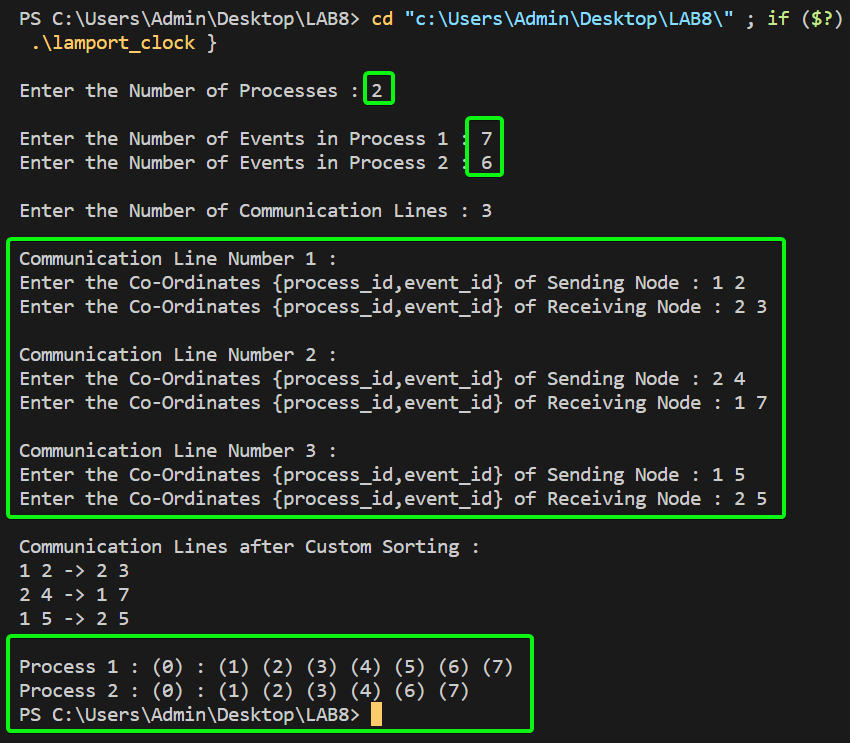 PS C:\Users\Admin\Desktop\LAB8> cd "c:\Users\Admin\Desktop\LAB8\" ; if ($?)
.\lamport_clock }
Enter the Number of Processes : 2
Enter the Number of Events in Process 1 : 7
Enter the Number of Events in Process 2 : 6
Enter the Number of Communication Lines : 3
Communication Line Number 1 :
Enter the Co-Ordinates {process_id,event_id} of Sending Node : 1 2
Enter the Co-Ordinates {process_id,event_id} of Receiving Node : 2 3
Communication Line Number 2 :
Enter the Co-Ordinates {process_id,event_id} of Sending Node : 2 4
Enter the Co-Ordinates {process_id,event_id} of Receiving Node : 1 7
Communication Line Number 3 :
Enter the Co-Ordinates {process_id,event_id} of Sending Node : 1 5
Enter the Co-Ordinates {process_id,event_id} of Receiving Node : 2 5
Communication Lines after Custom Sorting :
1 2 -> 2 3
2 4 -> 1 7
1 5 -> 2 5
Process 1 : (0) : (1) (2) (3) (4) (5) (6) (7)
Process 2 : (0) : (1) (2) (3) (4) (6) (7)
PS C:\Users\Admin\Desktop\LAB8>